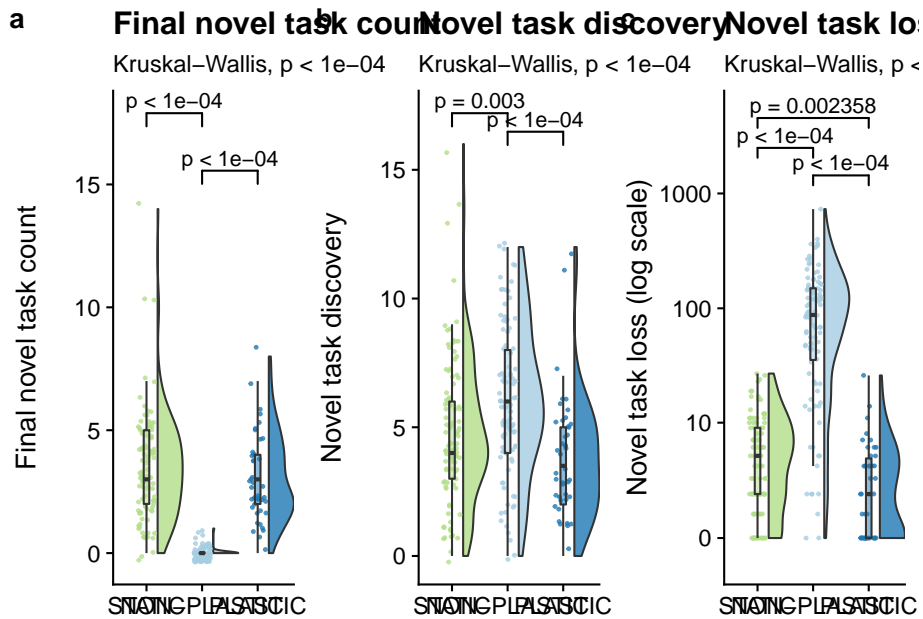 a
Final novel task count
Kruskal−Wallis, p < 1e−04
p < 1e−04
p < 1e−04
Final novel task count
15
10
5
0
b
Novel task discovery
Kruskal−Wallis, p < 1e−04
p = 0.003
p < 1e−04
Novel task discovery
15
10
5
0
c
Novel task los
Kruskal−Wallis, p <
p = 0.002358
p < 1e−04
p < 1e−04
Novel task loss (log scale)
1000
100
10
0